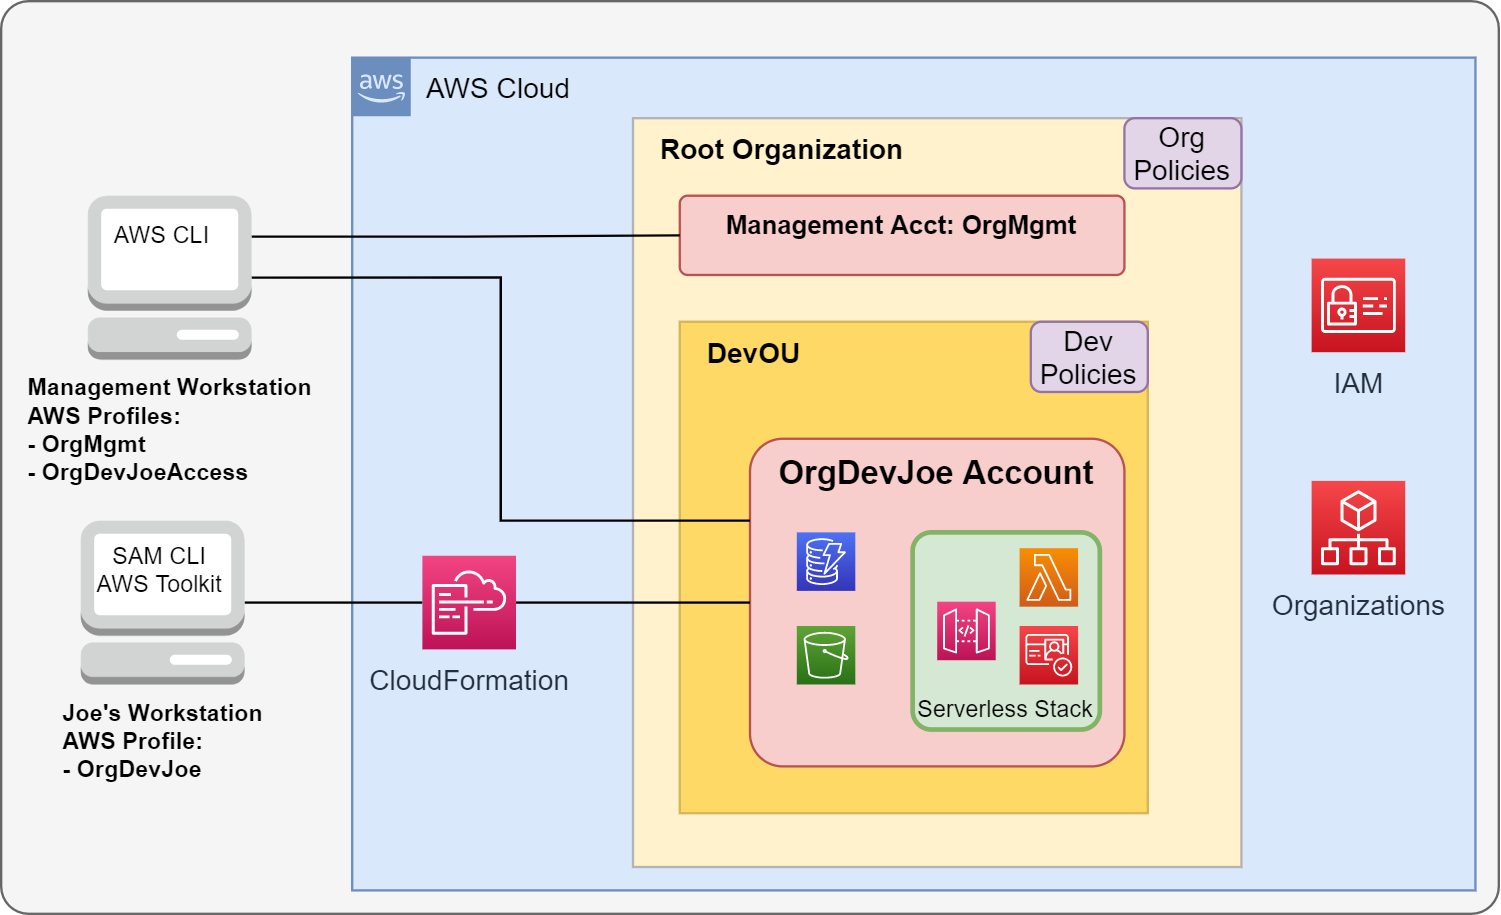 aws
AWS Cloud
Root Organization
Org
Policies
Management Acct: OrgMgmt
AWS CLI
Management Workstation
AWS Profiles:
- OrgMgmt
- OrgDevJoeAccess
DevOU
Dev
Policies
IAM
OrgDevJoe Account
SAM CLI
AWS Toolkit
CloudFormation
</>
Serverless Stack
Organizations
Joe's Workstation
AWS Profile:
- OrgDevJoe